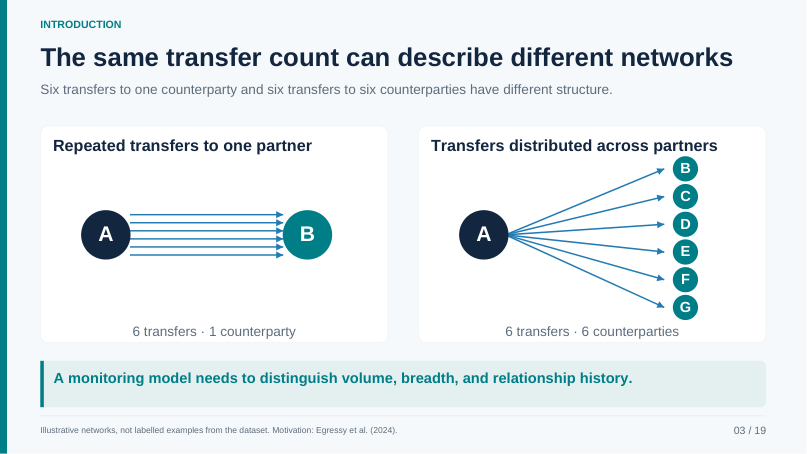 INTRODUCTION
The same transfer count can describe different networks
Six transfers to one counterparty and six transfers to six counterparties have different structure.
Repeated transfers to one partner
A
B
6 transfers · 1 counterparty
Transfers distributed across partners
A
B
C
D
E
F
G
6 transfers · 6 counterparties
A monitoring model needs to distinguish volume, breadth, and relationship history.
Illustrative networks, not labelled examples from the dataset. Motivation: Egressy et al. (2024).
03 / 19